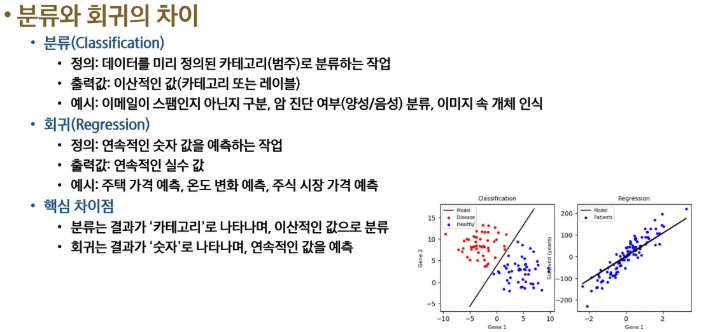 • 분류와 회귀의 차이
• 분류(Classification)
• 정의: 데이터를 미리 정의된 카테고리(범주)로 분류하는 작업
• 출력값: 이산적인 값(카테고리 또는 레이블)
• 예시: 이메일이 스팸인지 아닌지 구분, 암 진단 여부(양성/음성) 분류, 이미지 속 개체 인식
• 회귀(Regression)
• 정의: 연속적인 숫자 값을 예측하는 작업
• 출력값: 연속적인 실수 값
• 예시: 주택 가격 예측, 온도 변화 예측, 주식 시장 가격 예측
• 핵심 차이점
• 분류는 결과가 '카테고리'로 나타나며, 이산적인 값으로 분류
• 회귀는 결과가 '숫자'로 나타나며, 연속적인 값을 예측
Classification
Model
Disease
Healthy
Gene 2
15
10
5
0
−5
−10
−5
0
5
10
Gene 1
Regression
Model
Patients
Survived (years)
200
100
0
−100
−200
−2
0
2
Gene 1